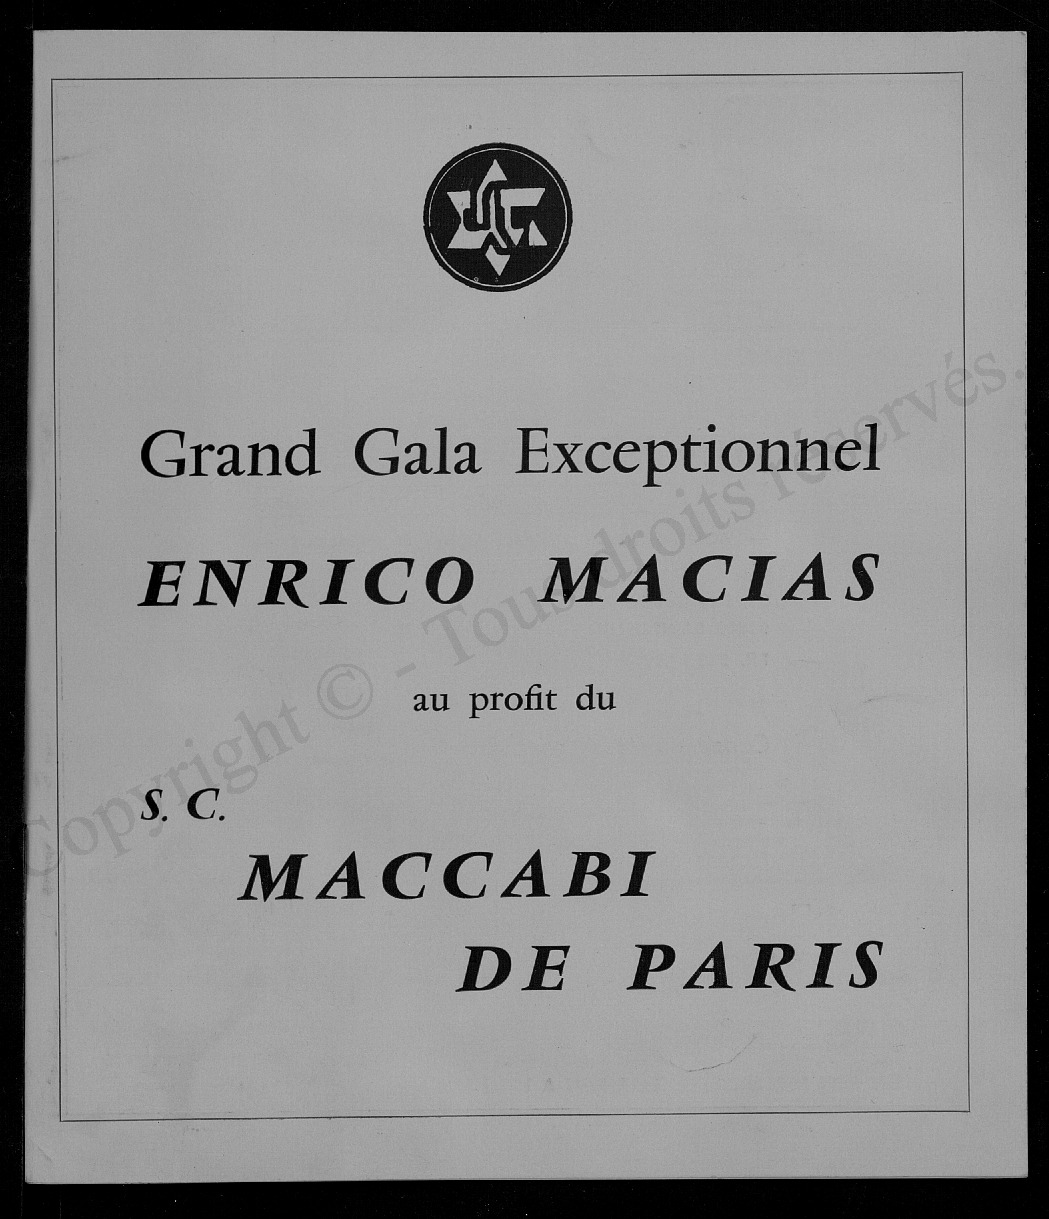 Grand Gala Exceptionnel
ENRICO MACIAS
au profit du
S. C.
MACCABI
DE PARIS
Copyright © - Tous droits réservés.